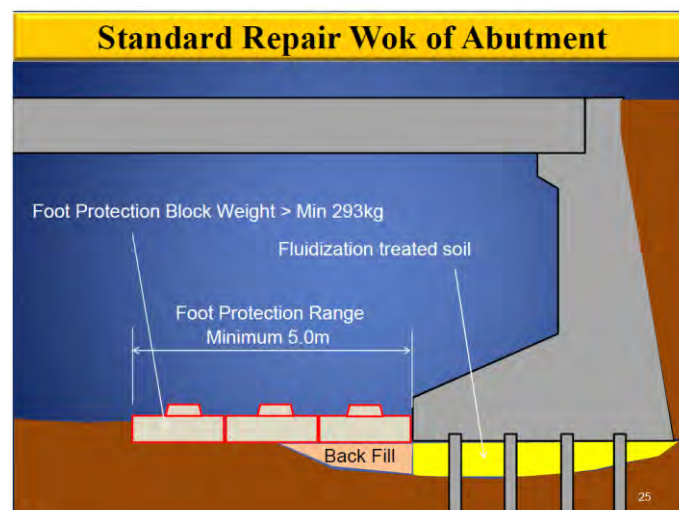 Standard Repair Wok of Abutment
Foot Protection Block Weight > Min 293kg
Fluidization treated soil
Foot Protection Range
Minimum 5.0m
Back Fill
25